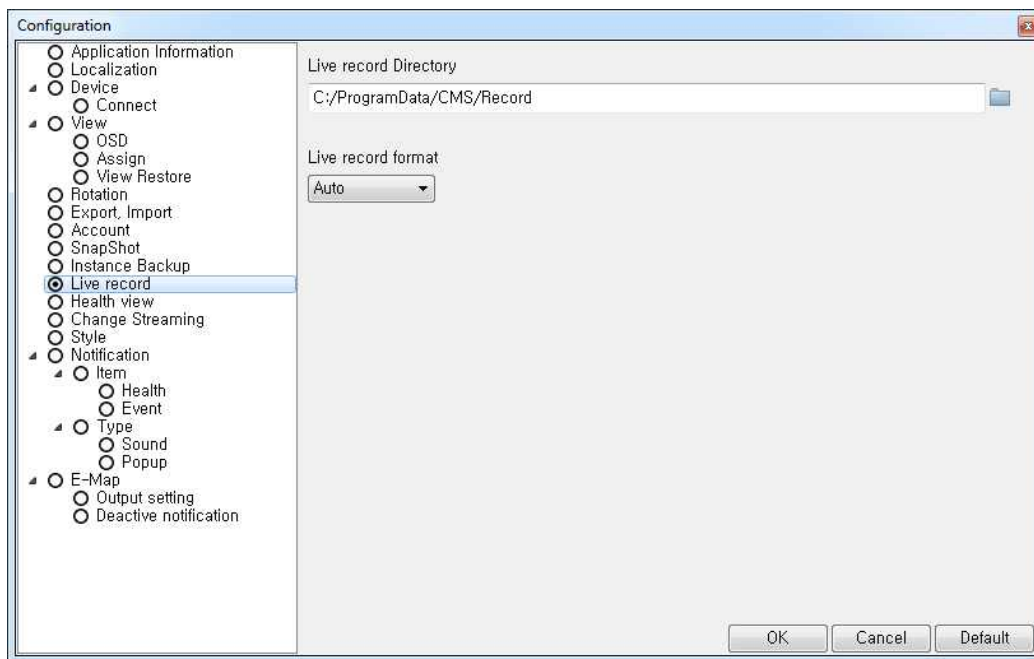 Configuration
Application Information
Localization
Device
Connect
View
OSD
Assign
View Restore
Rotation
Export, Import
Account
SnapShot
Instance Backup
Live record
Health view
Change Streaming
Style
Notification
Item
Health
Event
Type
Sound
Popup
E-Map
Output setting
Deactive notification
Live record Directory
C:/ProgramData/CMS/Record
Live record format
Auto
OK
Cancel
Default